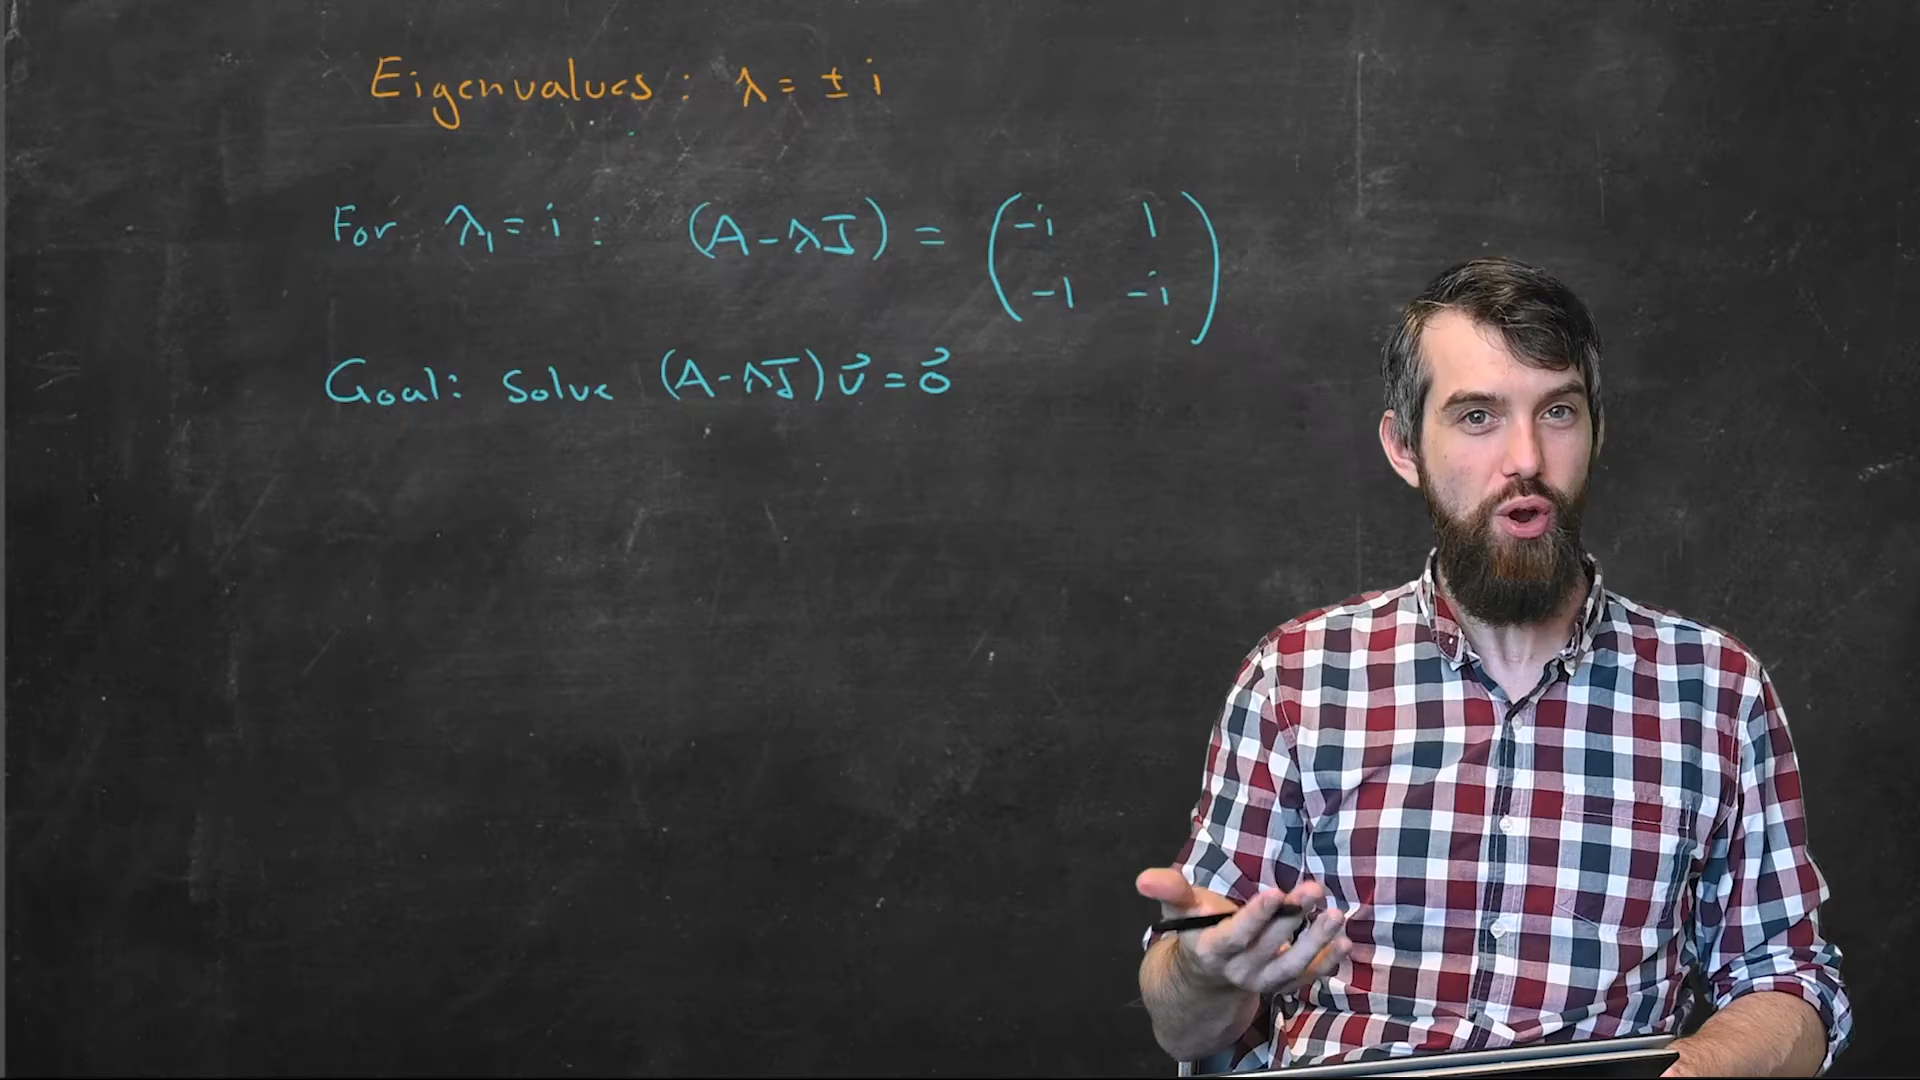 Eigenvalues: λ = ± i
For λ₁ = i : (A - λI) = ( -i 1
-1 -i )
Goal: Solve (A - λI) v⃗ = 0⃗